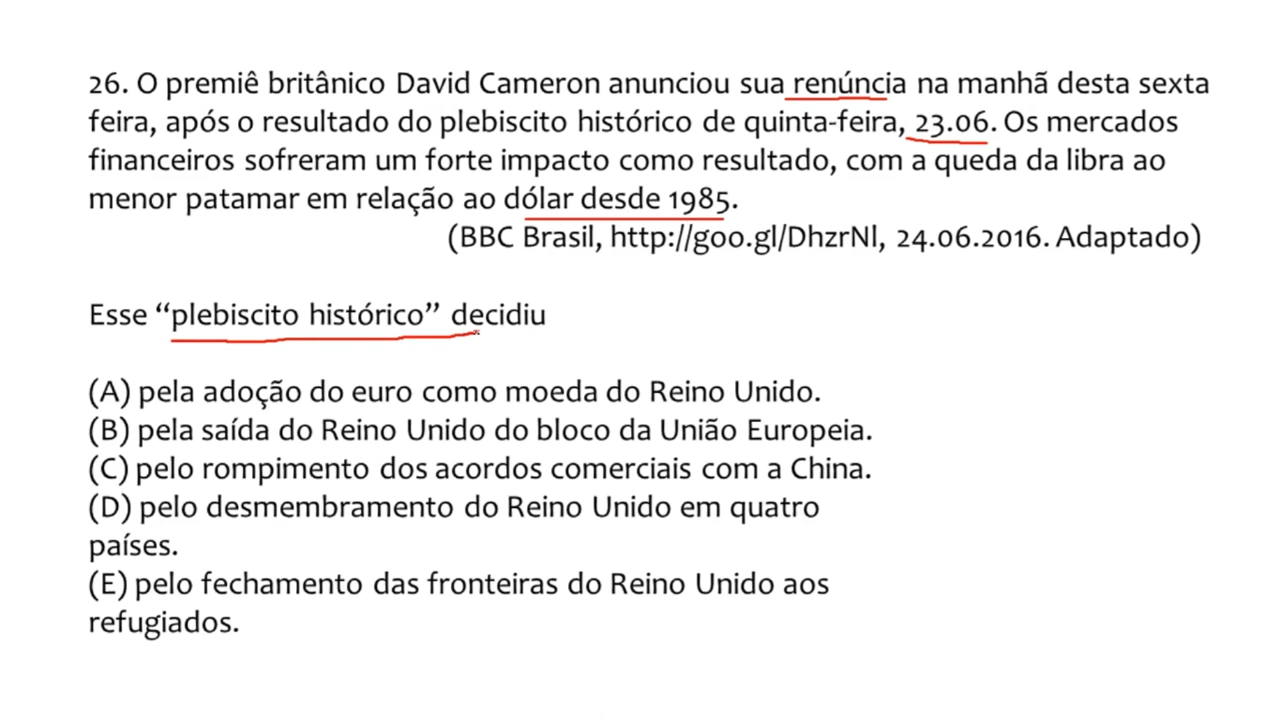 26. O premiê britânico David Cameron anunciou sua renúncia na manhã desta sexta
feira, após o resultado do plebiscito histórico de quinta-feira, 23.06. Os mercados
financeiros sofreram um forte impacto como resultado, com a queda da libra ao
menor patamar em relação ao dólar desde 1985.
(BBC Brasil, http://goo.gl/DhzrNl, 24.06.2016. Adaptado)
Esse “plebiscito histórico” decidiu
(A) pela adoção do euro como moeda do Reino Unido.
(B) pela saída do Reino Unido do bloco da União Europeia.
(C) pelo rompimento dos acordos comerciais com a China.
(D) pelo desmembramento do Reino Unido em quatro
países.
(E) pelo fechamento das fronteiras do Reino Unido aos
refugiados.